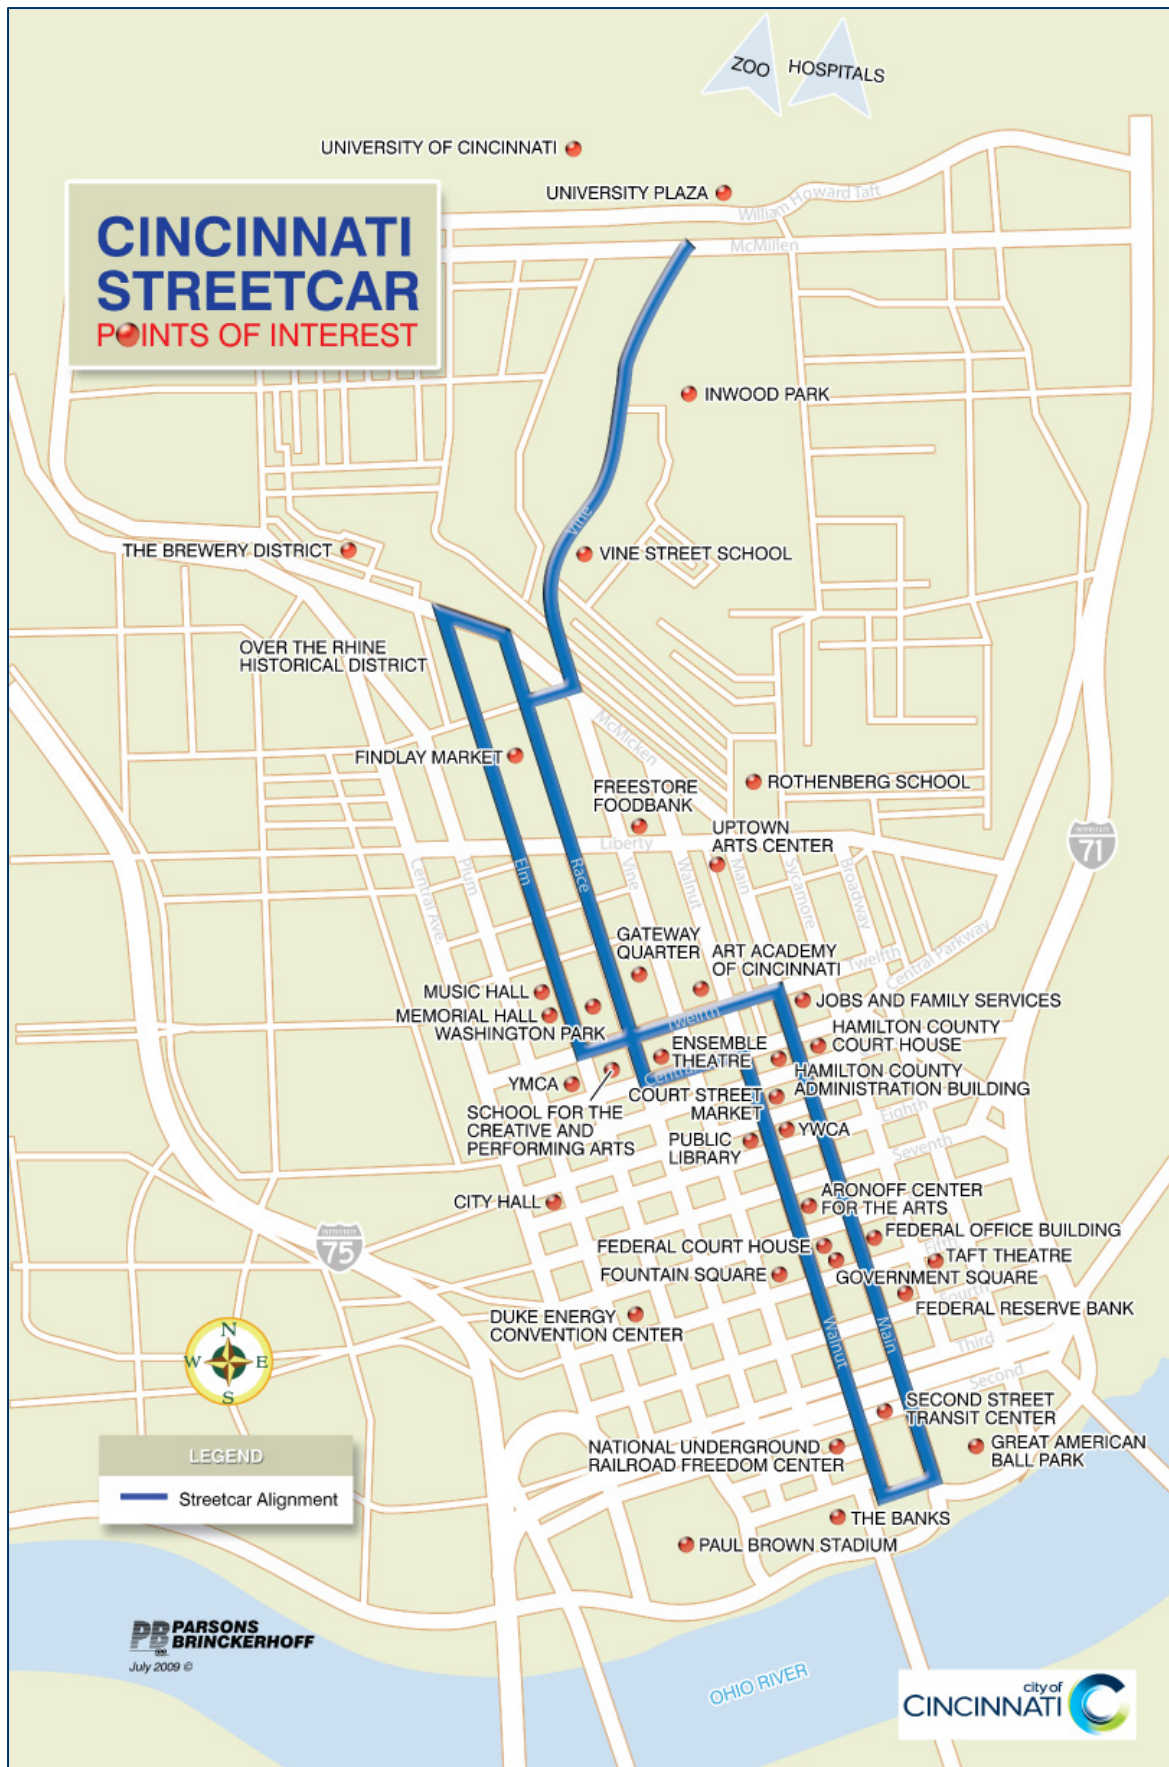 ZOO
HOSPITALS
UNIVERSITY OF CINCINNATI
UNIVERSITY PLAZA
William Howard Taft
McMillen
CINCINNATI
STREETCAR
POINTS OF INTEREST
INWOOD PARK
Vine
THE BREWERY DISTRICT
VINE STREET SCHOOL
OVER THE RHINE
HISTORICAL DISTRICT
McMicken
FINDLAY MARKET
ROTHENBERG SCHOOL
FREESTORE
FOODBANK
UPTOWN
ARTS CENTER
Liberty
INTERSTATE
71
Central Ave.
Plum
Elm
Race
Vine
Walnut
Main
Sycamore
Broadway
GATEWAY
QUARTER
ART ACADEMY
OF CINCINNATI
Twelfth
Central Parkway
MUSIC HALL
MEMORIAL HALL
WASHINGTON PARK
Twelfth
JOBS AND FAMILY SERVICES
HAMILTON COUNTY
COURT HOUSE
ENSEMBLE
THEATRE
Central
HAMILTON COUNTY
ADMINISTRATION BUILDING
YMCA
COURT STREET
MARKET
SCHOOL FOR THE
CREATIVE AND
PERFORMING ARTS
Eighth
YWCA
PUBLIC
LIBRARY
Seventh
CITY HALL
ARONOFF CENTER
FOR THE ARTS
INTERSTATE
75
FEDERAL OFFICE BUILDING
FEDERAL COURT HOUSE
Fifth
TAFT THEATRE
FOUNTAIN SQUARE
GOVERNMENT SQUARE
Fourth
FEDERAL RESERVE BANK
DUKE ENERGY
CONVENTION CENTER
Walnut
Main
Third
Second
N
W
E
S
SECOND STREET
TRANSIT CENTER
NATIONAL UNDERGROUND
RAILROAD FREEDOM CENTER
GREAT AMERICAN
BALL PARK
LEGEND
Streetcar Alignment
THE BANKS
PAUL BROWN STADIUM
PB PARSONS
BRINCKERHOFF
July 2009 ©
OHIO RIVER
city of
CINCINNATI